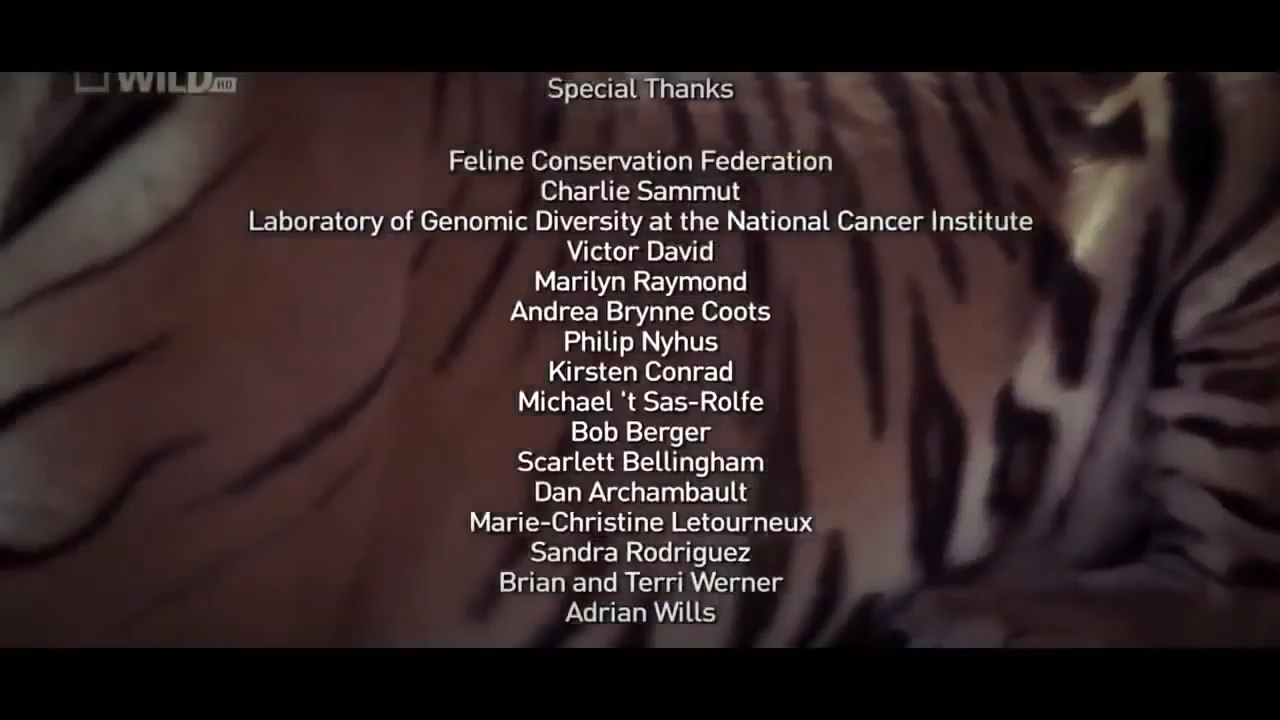 WILD HD
Special Thanks
Feline Conservation Federation
Charlie Sammut
Laboratory of Genomic Diversity at the National Cancer Institute
Victor David
Marilyn Raymond
Andrea Brynne Coots
Philip Nyhus
Kirsten Conrad
Michael 't Sas-Rolfe
Bob Berger
Scarlett Bellingham
Dan Archambault
Marie-Christine Letourneux
Sandra Rodriguez
Brian and Terri Werner
Adrian Wills